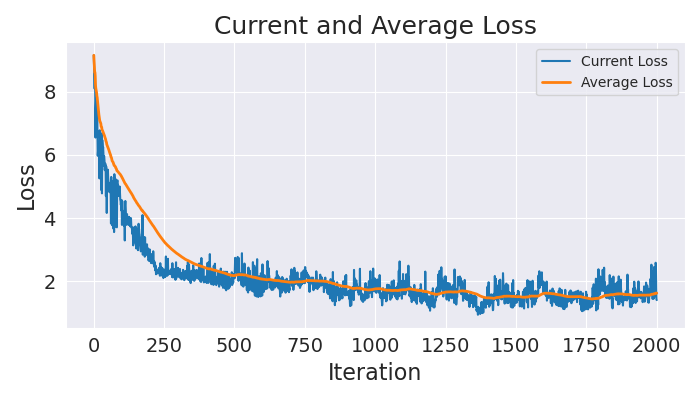 Current and Average Loss
Current Loss
Average Loss
Loss
8
6
4
2
0 250 500 750 1000 1250 1500 1750 2000
Iteration